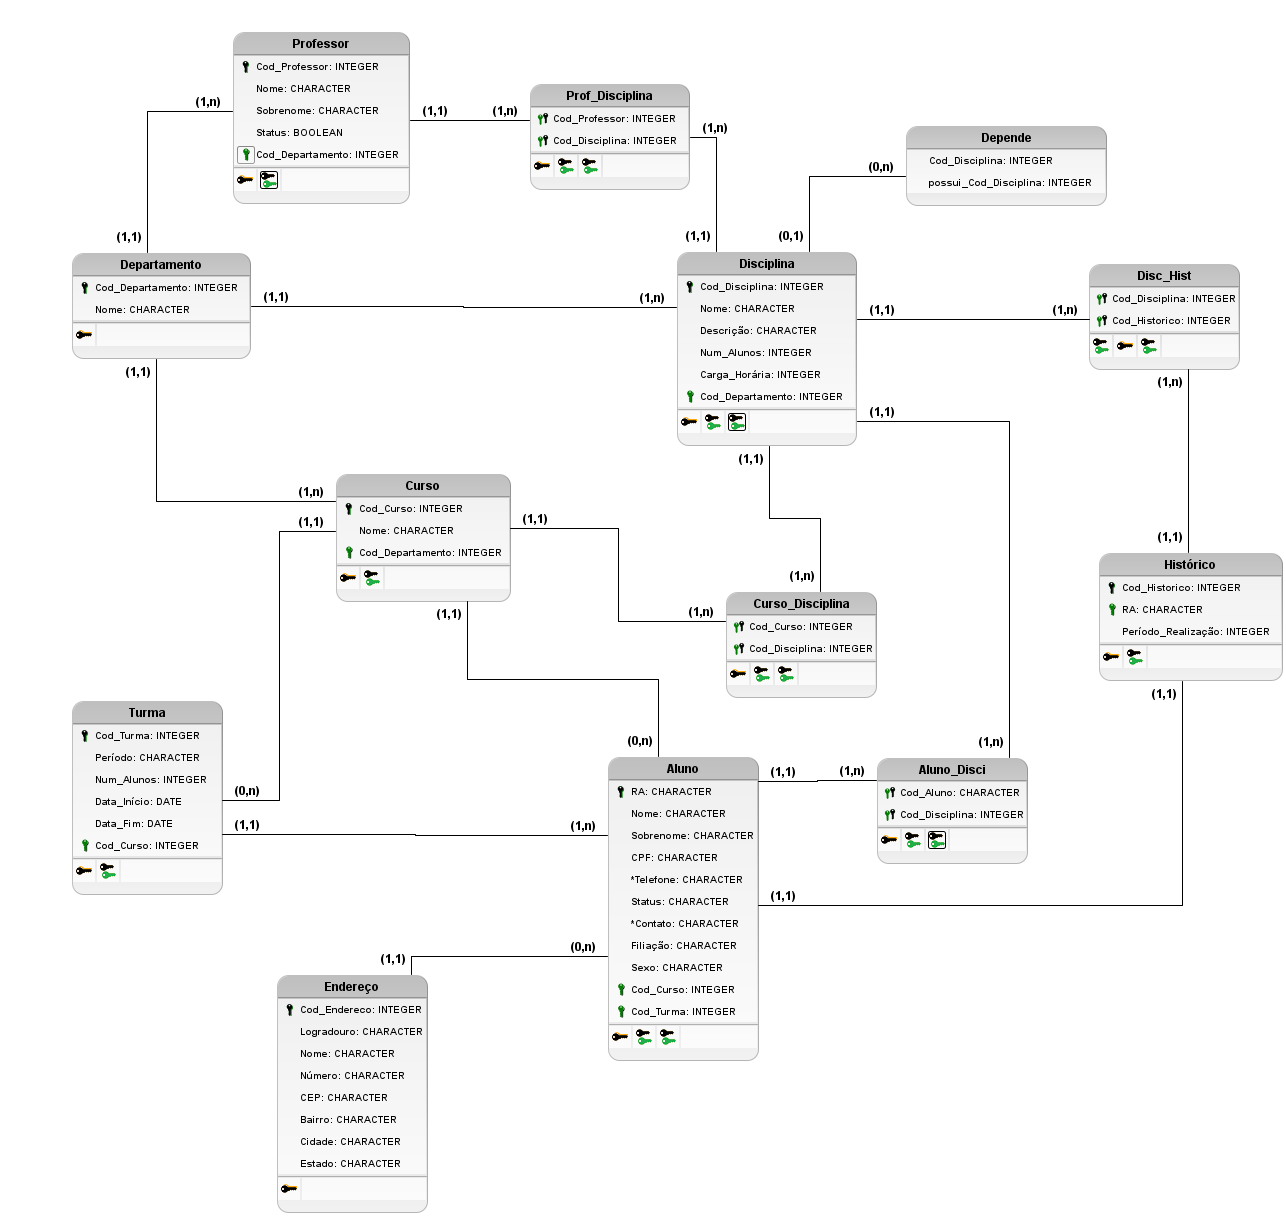 Professor
Cod_Professor: INTEGER
Nome: CHARACTER
Sobrenome: CHARACTER
Status: BOOLEAN
Cod_Departamento: INTEGER
(1,n)
(1,1)
(1,n)
Prof_Disciplina
Cod_Professor: INTEGER
Cod_Disciplina: INTEGER
(1,n)
Depende
Cod_Disciplina: INTEGER
possui_Cod_Disciplina: INTEGER
(0,n)
(1,1)
(1,1)
(0,1)
Departamento
Cod_Departamento: INTEGER
Nome: CHARACTER
(1,1)
(1,n)
(1,1)
Disciplina
Cod_Disciplina: INTEGER
Nome: CHARACTER
Descrição: CHARACTER
Num_Alunos: INTEGER
Carga_Horária: INTEGER
Cod_Departamento: INTEGER
(1,1)
(1,n)
(1,1)
(1,1)
Disc_Hist
Cod_Disciplina: INTEGER
Cod_Historico: INTEGER
(1,n)
(1,1)
Curso
Cod_Curso: INTEGER
Nome: CHARACTER
Cod_Departamento: INTEGER
(1,n)
(1,1)
(1,1)
(1,1)
(1,n)
(1,n)
Curso_Disciplina
Cod_Curso: INTEGER
Cod_Disciplina: INTEGER
Histórico
Cod_Historico: INTEGER
RA: CHARACTER
Período_Realização: INTEGER
(1,1)
Turma
Cod_Turma: INTEGER
Período: CHARACTER
Num_Alunos: INTEGER
Data_Início: DATE
Data_Fim: DATE
Cod_Curso: INTEGER
(0,n)
(1,1)
(0,n)
(1,n)
Aluno
RA: CHARACTER
Nome: CHARACTER
Sobrenome: CHARACTER
CPF: CHARACTER
*Telefone: CHARACTER
Status: CHARACTER
*Contato: CHARACTER
Filiação: CHARACTER
Sexo: CHARACTER
Cod_Curso: INTEGER
Cod_Turma: INTEGER
(1,1)
(1,n)
(1,n)
Aluno_Disci
Cod_Aluno: CHARACTER
Cod_Disciplina: INTEGER
(1,1)
(0,n)
(1,1)
Endereço
Cod_Endereco: INTEGER
Logradouro: CHARACTER
Nome: CHARACTER
Número: CHARACTER
CEP: CHARACTER
Bairro: CHARACTER
Cidade: CHARACTER
Estado: CHARACTER